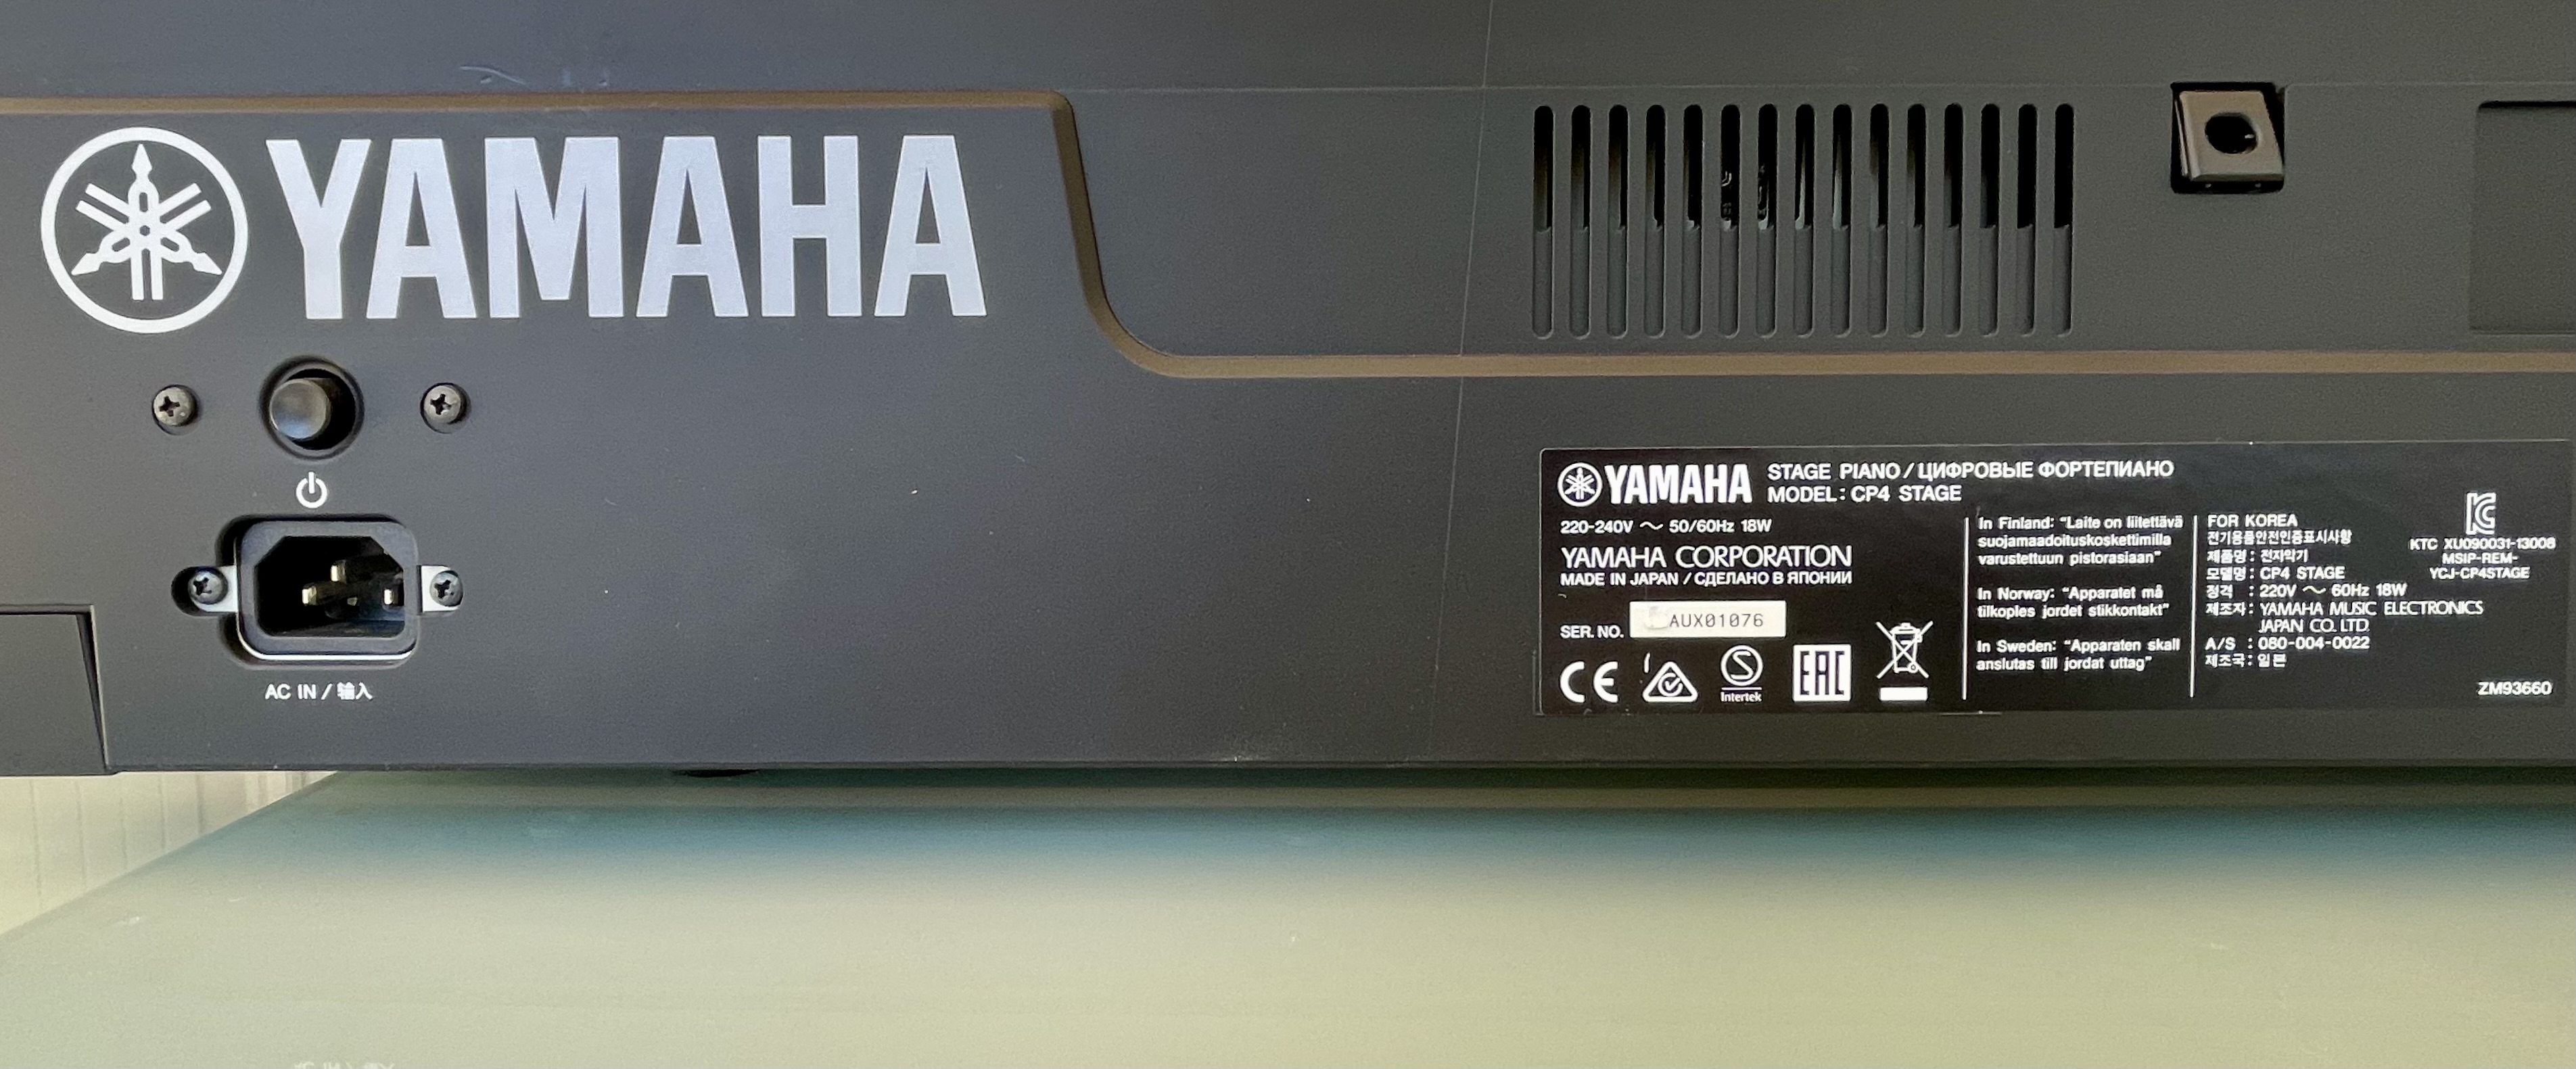 YAMAHA
AC IN / 输入
YAMAHA STAGE PIANO / ЦИФРОВЫЕ ФОРТЕПИАНО
MODEL: CP4 STAGE
220-240V ～ 50/60Hz 18W
YAMAHA CORPORATION
MADE IN JAPAN / СДЕЛАНО В ЯПОНИИ
SER. NO. AUX01076
CE
Intertek
EAC
In Finland: "Laite on liitettävä
suojamaadoituskoskettimilla
varustettuun pistorasiaan"
In Norway: "Apparatet må
tilkoples jordet stikkontakt"
In Sweden: "Apparaten skall
anslutas till jordat uttag"
FOR KOREA
전기용품안전인증표시사항
제품명: 전자악기
모델명: CP4 STAGE
정격 : 220V ～ 60Hz 18W
제조자: YAMAHA MUSIC ELECTRONICS
JAPAN CO. LTD.
A/S : 080-004-0022
제조국: 일본
KTC XU090031-13008
MSIP-REM-
YCJ-CP4STAGE
ZM93660